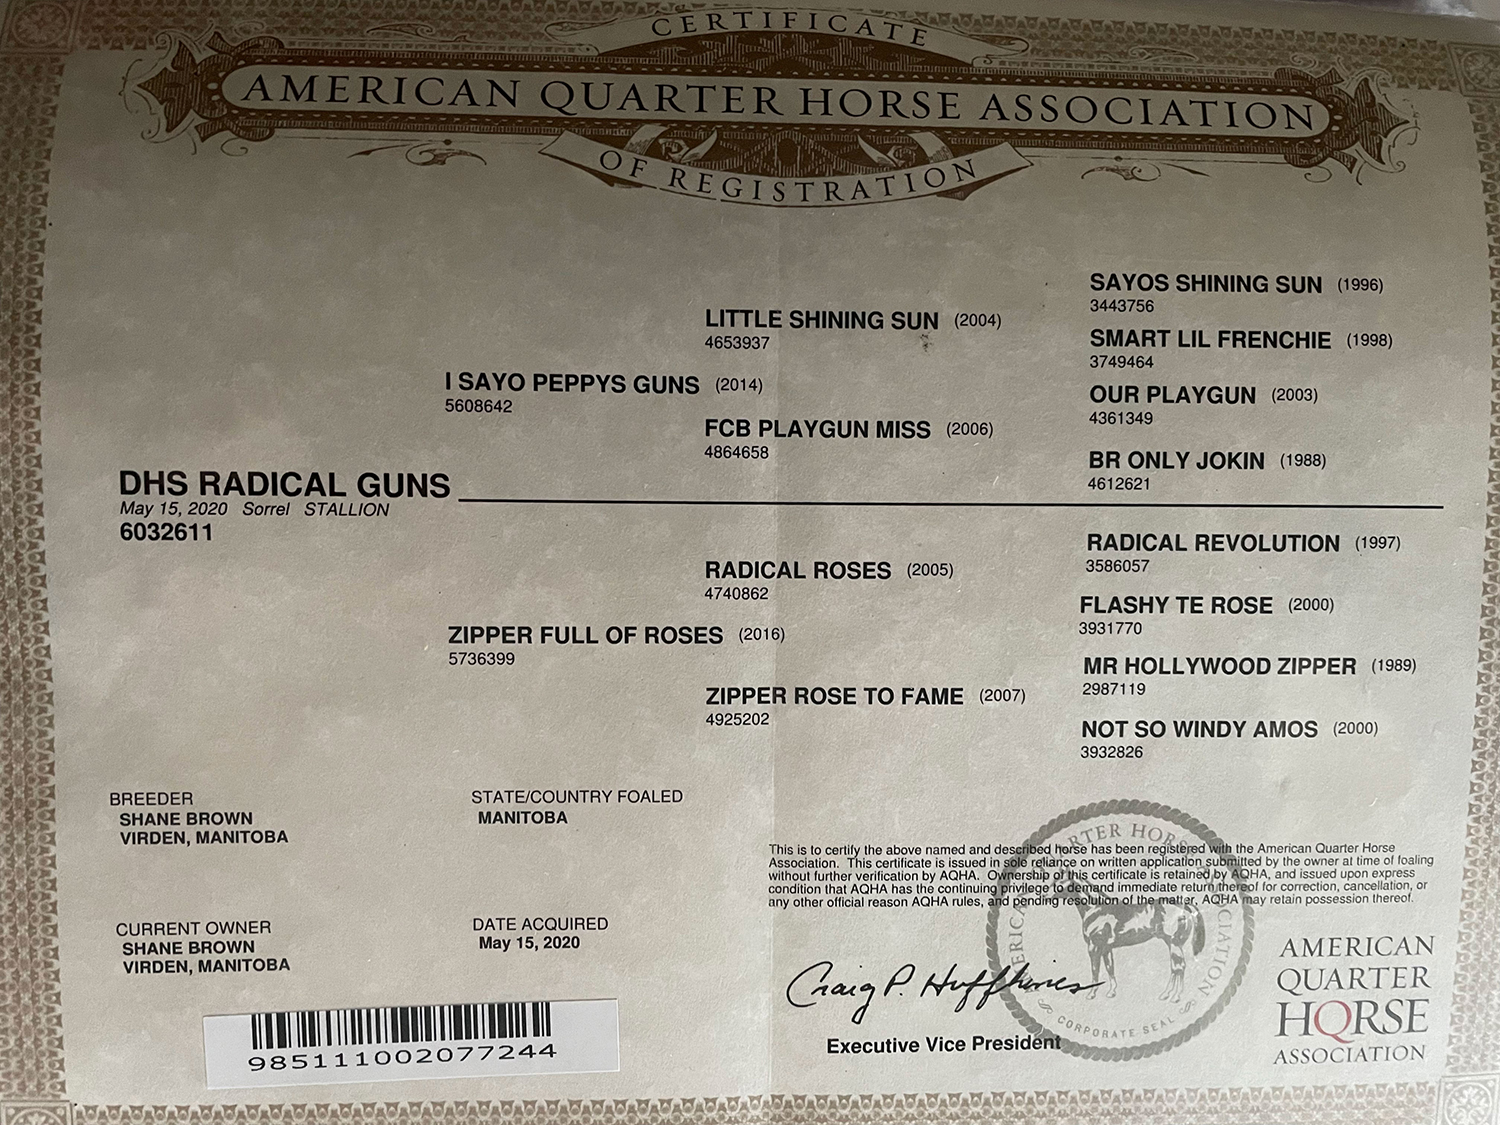 CERTIFICATE
AMERICAN QUARTER HORSE ASSOCIATION
OF REGISTRATION
SAYOS SHINING SUN (1996)
3443756
LITTLE SHINING SUN (2004)
4653937
SMART LIL FRENCHIE (1998)
3749464
I SAYO PEPPYS GUNS (2014)
5608642
OUR PLAYGUN (2003)
4361349
FCB PLAYGUN MISS (2006)
4864658
BR ONLY JOKIN (1988)
4612621
DHS RADICAL GUNS
May 15, 2020 Sorrel STALLION
6032611
RADICAL REVOLUTION (1997)
3586057
RADICAL ROSES (2005)
4740862
FLASHY TE ROSE (2000)
3931770
ZIPPER FULL OF ROSES (2016)
5736399
MR HOLLYWOOD ZIPPER (1989)
2987119
ZIPPER ROSE TO FAME (2007)
4925202
NOT SO WINDY AMOS (2000)
3932826
BREEDER
SHANE BROWN
VIRDEN, MANITOBA
STATE/COUNTRY FOALED
MANITOBA
This is to certify the above named and described horse has been registered with the American Quarter Horse
Association. This certificate is issued in sole reliance on written application submitted by the owner at time of foaling
without further verification by AQHA. Ownership of this certificate is retained by AQHA, and issued upon express
condition that AQHA has the continuing privilege to demand immediate return thereof for correction, cancellation, or
any other official reason AQHA rules, and pending resolution of the matter, AQHA may retain possession thereof.
CURRENT OWNER
SHANE BROWN
VIRDEN, MANITOBA
DATE ACQUIRED
May 15, 2020
Craig P. Huffhines
Executive Vice President
AMERICAN QUARTER HORSE ASSOCIATION
CORPORATE SEAL
AMERICAN
QUARTER
HORSE
ASSOCIATION
985111002077244